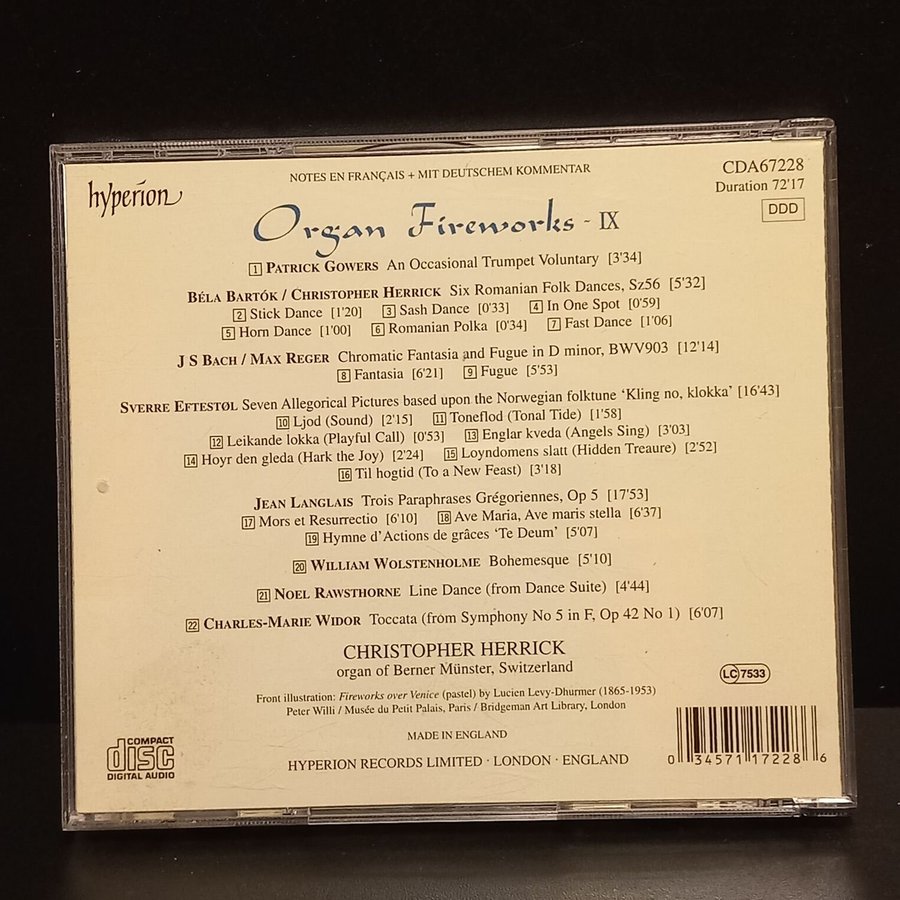 hyperion
NOTES EN FRANÇAIS + MIT DEUTSCHEM KOMMENTAR
CDA67228
Duration 72'17
DDD
Organ Fireworks - IX
1 PATRICK GOWERS An Occasional Trumpet Voluntary [3'34]
BÉLA BARTÓK / CHRISTOPHER HERRICK Six Romanian Folk Dances, Sz56 [5'32]
2 Stick Dance [1'20] 3 Sash Dance [0'33] 4 In One Spot [0'59]
5 Horn Dance [1'00] 6 Romanian Polka [0'34] 7 Fast Dance [1'06]
J S BACH / MAX REGER Chromatic Fantasia and Fugue in D minor, BWV903 [12'14]
8 Fantasia [6'21] 9 Fugue [5'53]
SVERRE EFTESTØL Seven Allegorical Pictures based upon the Norwegian folktune ‘Kling no, klokka’ [16'43]
10 Ljod (Sound) [2'15] 11 Toneflod (Tonal Tide) [1'58]
12 Leikande lokka (Playful Call) [0'53] 13 Englar kveda (Angels Sing) [3'03]
14 Hoyr den gleda (Hark the Joy) [2'24] 15 Loyndomens slatt (Hidden Treaure) [2'52]
16 Til hogtid (To a New Feast) [3'18]
JEAN LANGLAIS Trois Paraphrases Grégoriennes, Op 5 [17'53]
17 Mors et Resurrectio [6'10] 18 Ave Maria, Ave maris stella [6'37]
19 Hymne d’Actions de grâces ‘Te Deum’ [5'07]
20 WILLIAM WOLSTENHOLME Bohemesque [5'10]
21 NOEL RAWSTHORNE Line Dance (from Dance Suite) [4'44]
22 CHARLES-MARIE WIDOR Toccata (from Symphony No 5 in F, Op 42 No 1) [6'07]
CHRISTOPHER HERRICK
organ of Berner Münster, Switzerland
LC 7533
Front illustration: Fireworks over Venice (pastel) by Lucien Levy-Dhurmer (1865-1953)
Peter Willi / Musée du Petit Palais, Paris / Bridgeman Art Library, London
MADE IN ENGLAND
HYPERION RECORDS LIMITED · LONDON · ENGLAND
COMPACT
disc
DIGITAL AUDIO
0 34571 17228 6